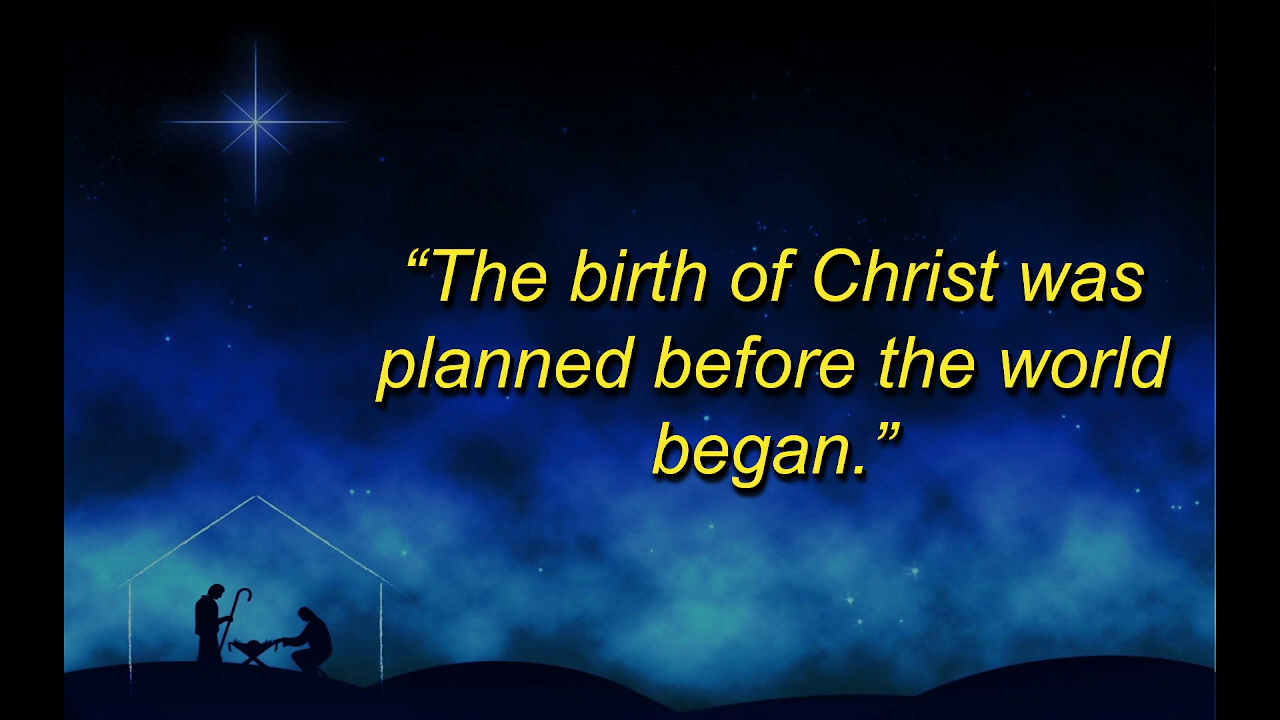 “The birth of Christ was
planned before the world
began.”